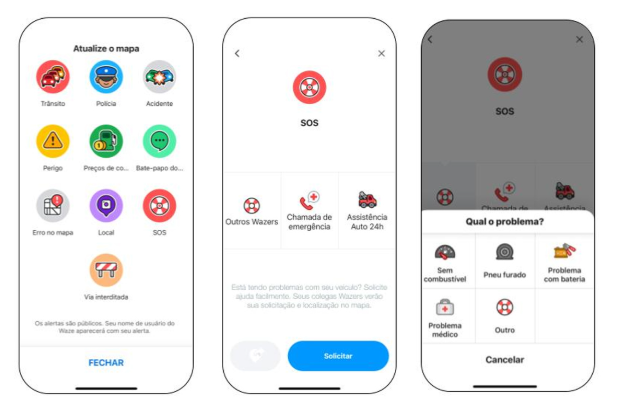 Atualize o mapa
Trânsito
Polícia
Acidente
Perigo
Preços de co...
Bate-papo do...
Erro no mapa
Local
SOS
Via interditada
Os alertas são públicos. Seu nome de usuário do
Waze aparecerá com seu alerta.
FECHAR
SOS
Outros Wazers
Chamada de
emergência
Assistência
Auto 24h
Está tendo problemas com seu veículo? Solicite
ajuda facilmente. Seus colegas Wazers verão
sua solicitação e localização no mapa.
Solicitar
SOS
Chamada de
Assistência
Qual o problema?
Sem
combustível
Pneu furado
Problema
com bateria
Problema
médico
Outro
Cancelar